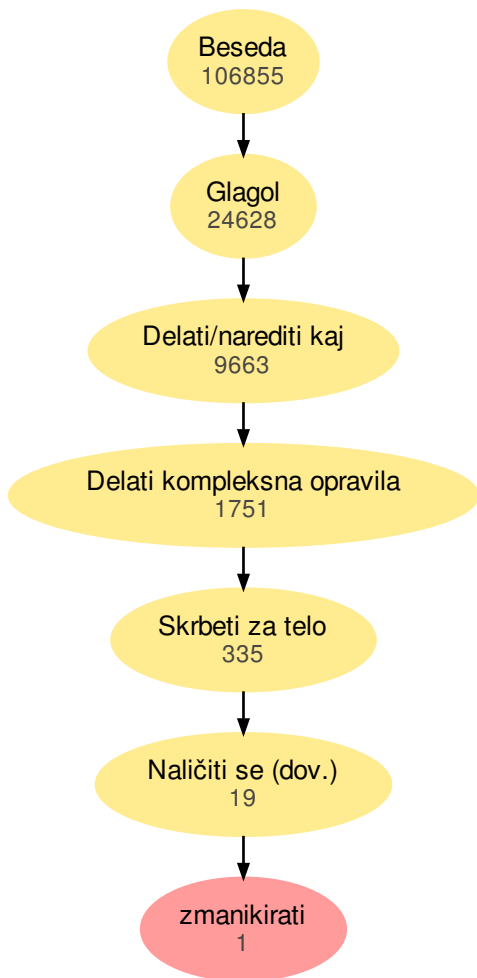 Beseda
106855
Glagol
24628
Delati/narediti kaj
9663
Delati kompleksna opravila
1751
Skrbeti za telo
335
Naličiti se (dov.)
19
zmanikirati
1